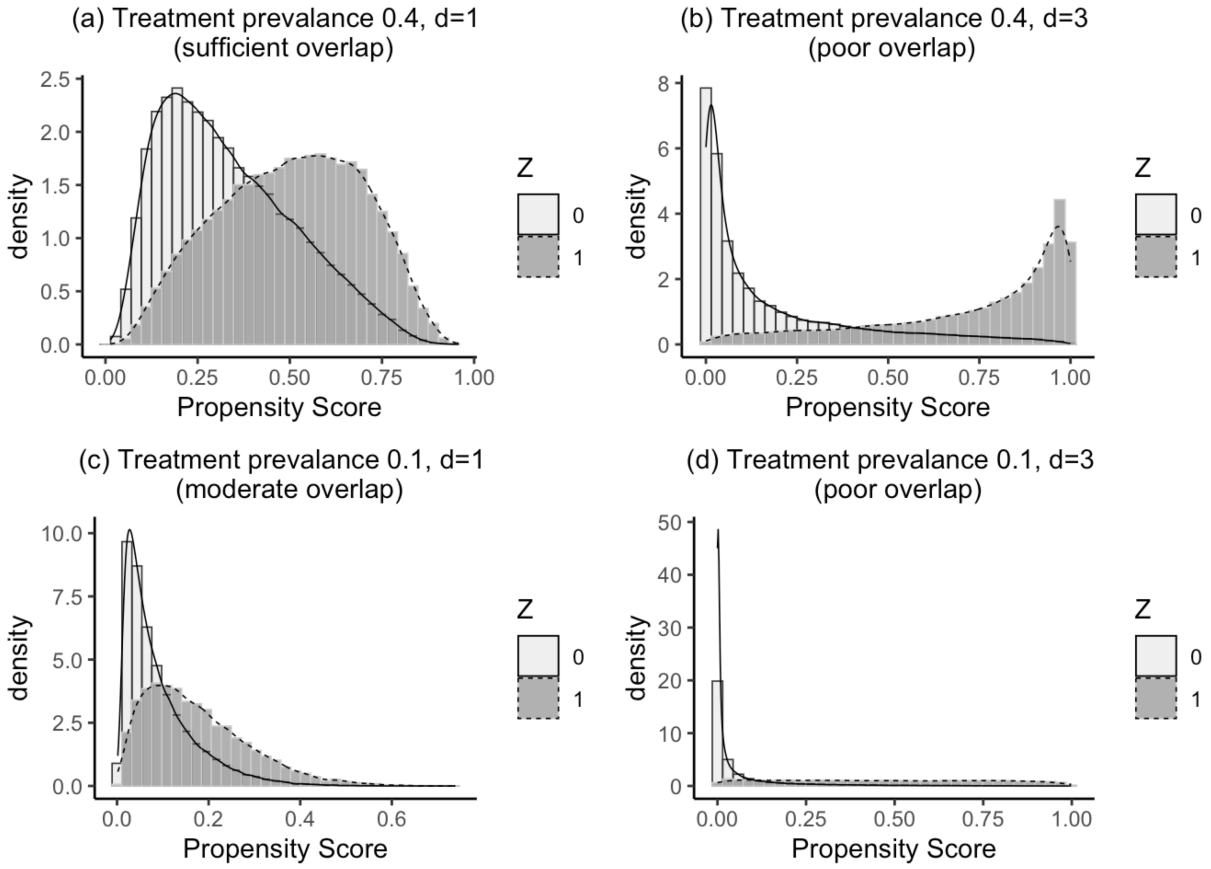 (a) Treatment prevalance 0.4, d=1
(sufficient overlap)
2.5
2.0
1.5
1.0
0.5
0.0
density
0.00 0.25 0.50 0.75 1.00
Propensity Score
Z
0
1
(b) Treatment prevalance 0.4, d=3
(poor overlap)
8
6
4
2
0
density
0.00 0.25 0.50 0.75 1.00
Propensity Score
Z
0
1
(c) Treatment prevalance 0.1, d=1
(moderate overlap)
10.0
7.5
5.0
2.5
0.0
density
0.0 0.2 0.4 0.6
Propensity Score
Z
0
1
(d) Treatment prevalance 0.1, d=3
(poor overlap)
50
40
30
20
10
0
density
0.00 0.25 0.50 0.75 1.00
Propensity Score
Z
0
1